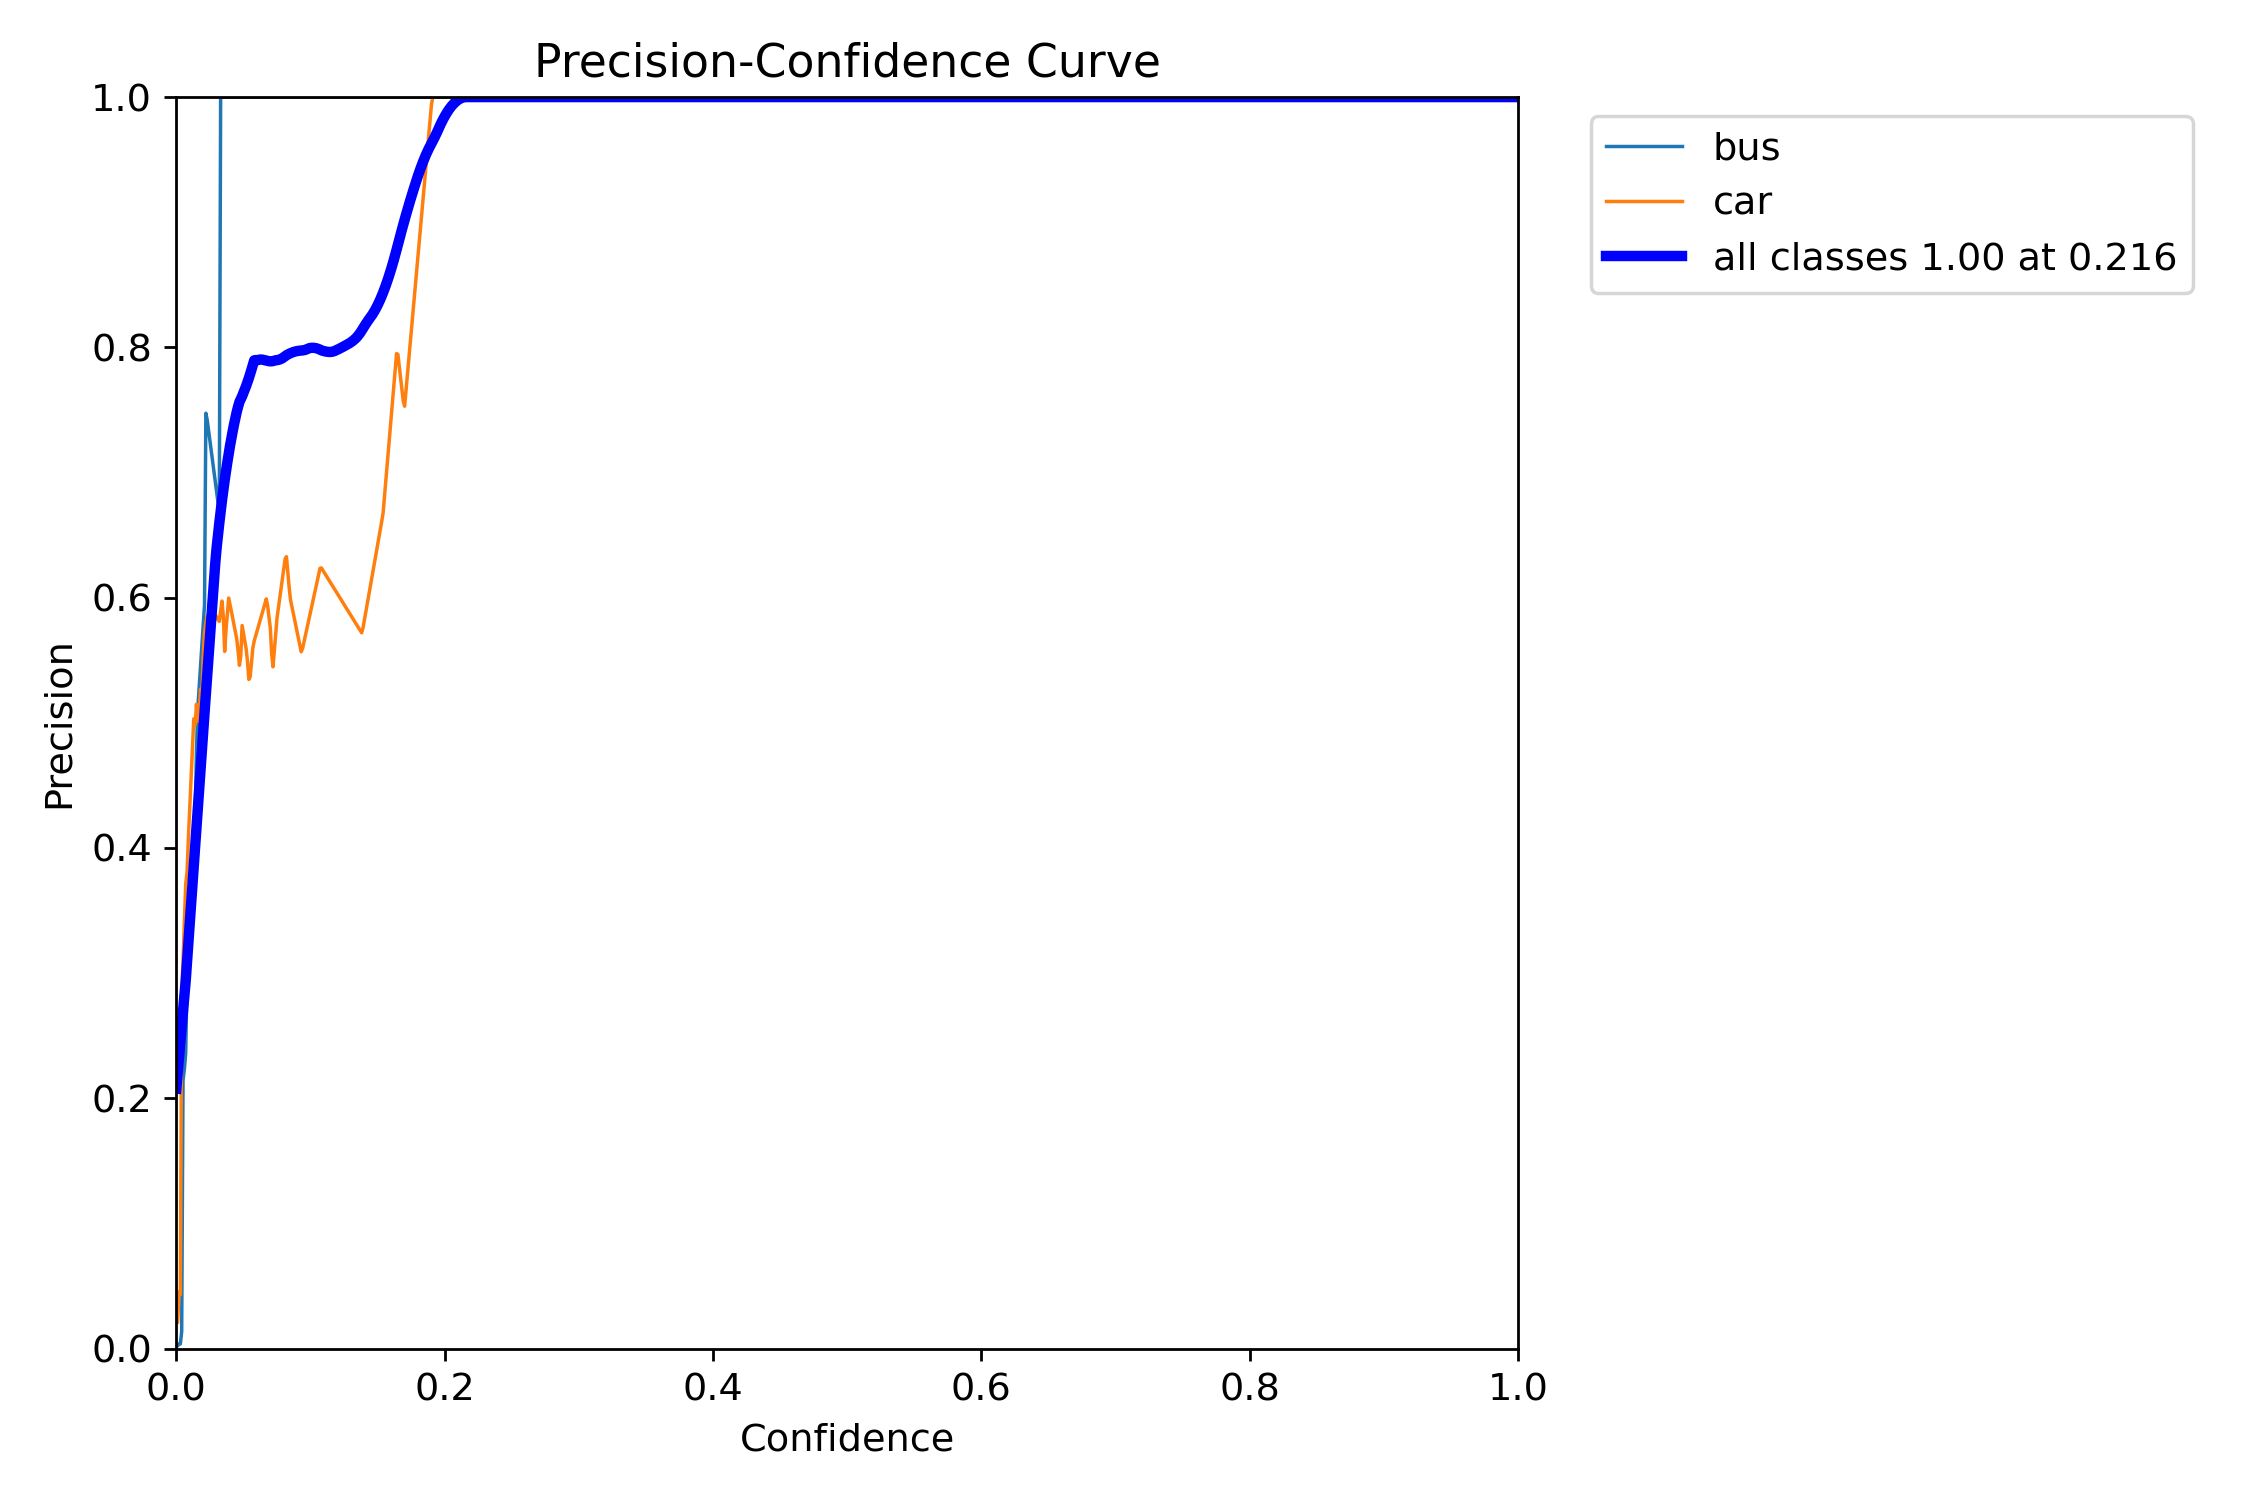 Precision-Confidence Curve
1.0
0.8
0.6
0.4
0.2
0.0
Precision
0.0 0.2 0.4 0.6 0.8 1.0
Confidence
bus
car
all classes 1.00 at 0.216